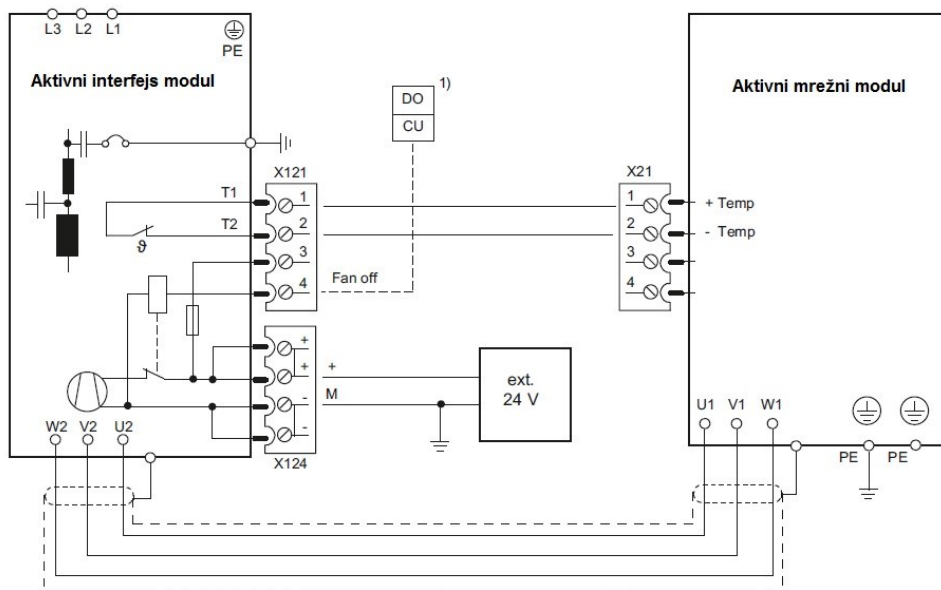 L3 L2 L1
PE
Aktivni interfejs modul
Aktivni mrežni modul
1)
DO
CU
X121
X21
T1
1
1
+ Temp
T2
2
2
- Temp
ϑ
3
3
4
Fan off
4
+
+
+
ext.
24 V
-
M
-
X124
W2 V2 U2
U1 V1 W1
PE
PE